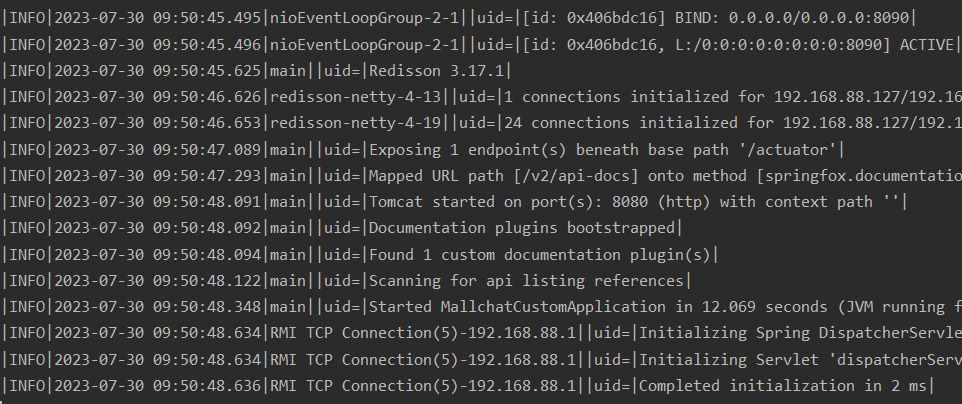 |INFO|2023-07-30 09:50:45.495|nioEventLoopGroup-2-1||uid=|[id: 0x406bdc16] BIND: 0.0.0.0/0.0.0.0:8090|
|INFO|2023-07-30 09:50:45.496|nioEventLoopGroup-2-1||uid=|[id: 0x406bdc16, L:/0:0:0:0:0:0:0:0:8090] ACTIVE|
|INFO|2023-07-30 09:50:45.625|main||uid=|Redisson 3.17.1|
|INFO|2023-07-30 09:50:46.626|redisson-netty-4-13||uid=|1 connections initialized for 192.168.88.127/192.16
|INFO|2023-07-30 09:50:46.653|redisson-netty-4-19||uid=|24 connections initialized for 192.168.88.127/192.1
|INFO|2023-07-30 09:50:47.089|main||uid=|Exposing 1 endpoint(s) beneath base path '/actuator'|
|INFO|2023-07-30 09:50:47.293|main||uid=|Mapped URL path [/v2/api-docs] onto method [springfox.documentatio
|INFO|2023-07-30 09:50:48.091|main||uid=|Tomcat started on port(s): 8080 (http) with context path ''|
|INFO|2023-07-30 09:50:48.092|main||uid=|Documentation plugins bootstrapped|
|INFO|2023-07-30 09:50:48.094|main||uid=|Found 1 custom documentation plugin(s)|
|INFO|2023-07-30 09:50:48.122|main||uid=|Scanning for api listing references|
|INFO|2023-07-30 09:50:48.348|main||uid=|Started MallchatCustomApplication in 12.069 seconds (JVM running f
|INFO|2023-07-30 09:50:48.634|RMI TCP Connection(5)-192.168.88.1||uid=|Initializing Spring DispatcherServle
|INFO|2023-07-30 09:50:48.634|RMI TCP Connection(5)-192.168.88.1||uid=|Initializing Servlet 'dispatcherServ
|INFO|2023-07-30 09:50:48.636|RMI TCP Connection(5)-192.168.88.1||uid=|Completed initialization in 2 ms|